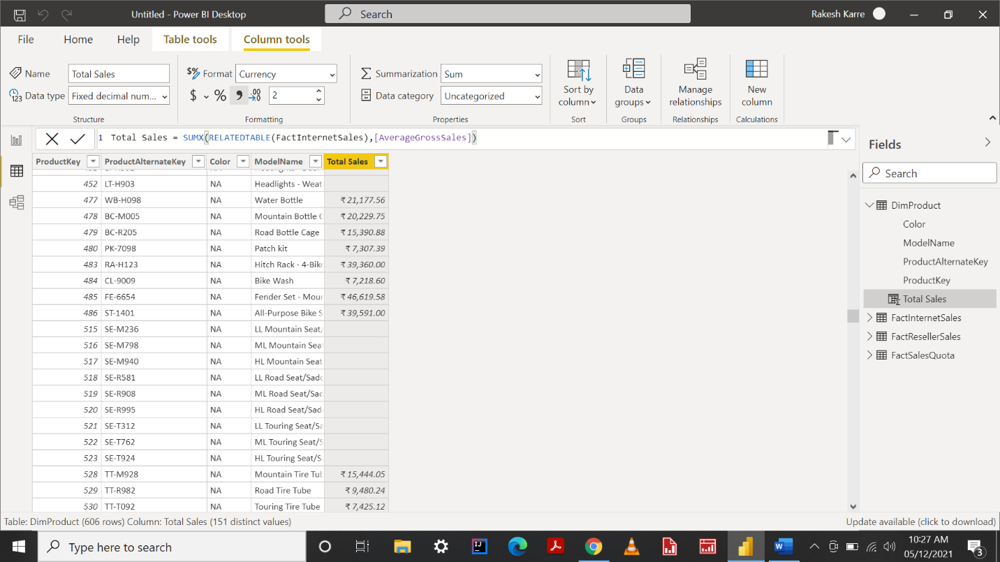 Untitled - Power BI Desktop
Search
Rakesh Karre
File Home Help Table tools Column tools
Name Total Sales
$% Format Currency
Summarization Sum
Data type Fixed decimal num...
$ % 9 .00 2
Data category Uncategorized
Sort by column
Data groups
Manage relationships
New column
Structure Formatting Properties Sort Groups Relationships Calculations
1 Total Sales = SUMX(RELATEDTABLE(FactInternetSales),[AverageGrossSales])
ProductKey ProductAlternateKey Color ModelName Total Sales
452 LT-H903 NA Headlights - Weat
477 WB-H098 NA Water Bottle ₹ 21,177.56
478 BC-M005 NA Mountain Bottle C ₹ 20,229.75
479 BC-R205 NA Road Bottle Cage ₹ 15,390.88
480 PK-7098 NA Patch kit ₹ 7,307.39
483 RA-H123 NA Hitch Rack - 4-Bike ₹ 39,360.00
484 CL-9009 NA Bike Wash ₹ 7,218.60
485 FE-6654 NA Fender Set - Moun ₹ 46,619.58
486 ST-1401 NA All-Purpose Bike S ₹ 39,591.00
515 SE-M236 NA LL Mountain Seat/
516 SE-M798 NA ML Mountain Sea
517 SE-M940 NA HL Mountain Seat
518 SE-R581 NA LL Road Seat/Sadd
519 SE-R908 NA ML Road Seat/Sad
520 SE-R995 NA HL Road Seat/Sad
521 SE-T312 NA LL Touring Seat/Sa
522 SE-T762 NA ML Touring Seat/S
523 SE-T924 NA HL Touring Seat/S
528 TT-M928 NA Mountain Tire Tub ₹ 15,444.05
529 TT-R982 NA Road Tire Tube ₹ 9,480.24
530 TT-T092 NA Touring Tire Tube ₹ 7,425.12
Fields
Search
DimProduct
Color
ModelName
ProductAlternateKey
ProductKey
Total Sales
FactInternetSales
FactResellerSales
FactSalesQuota
Table: DimProduct (606 rows) Column: Total Sales (151 distinct values)
Update available (click to download)
Type here to search
10:27 AM
05/12/2021
3